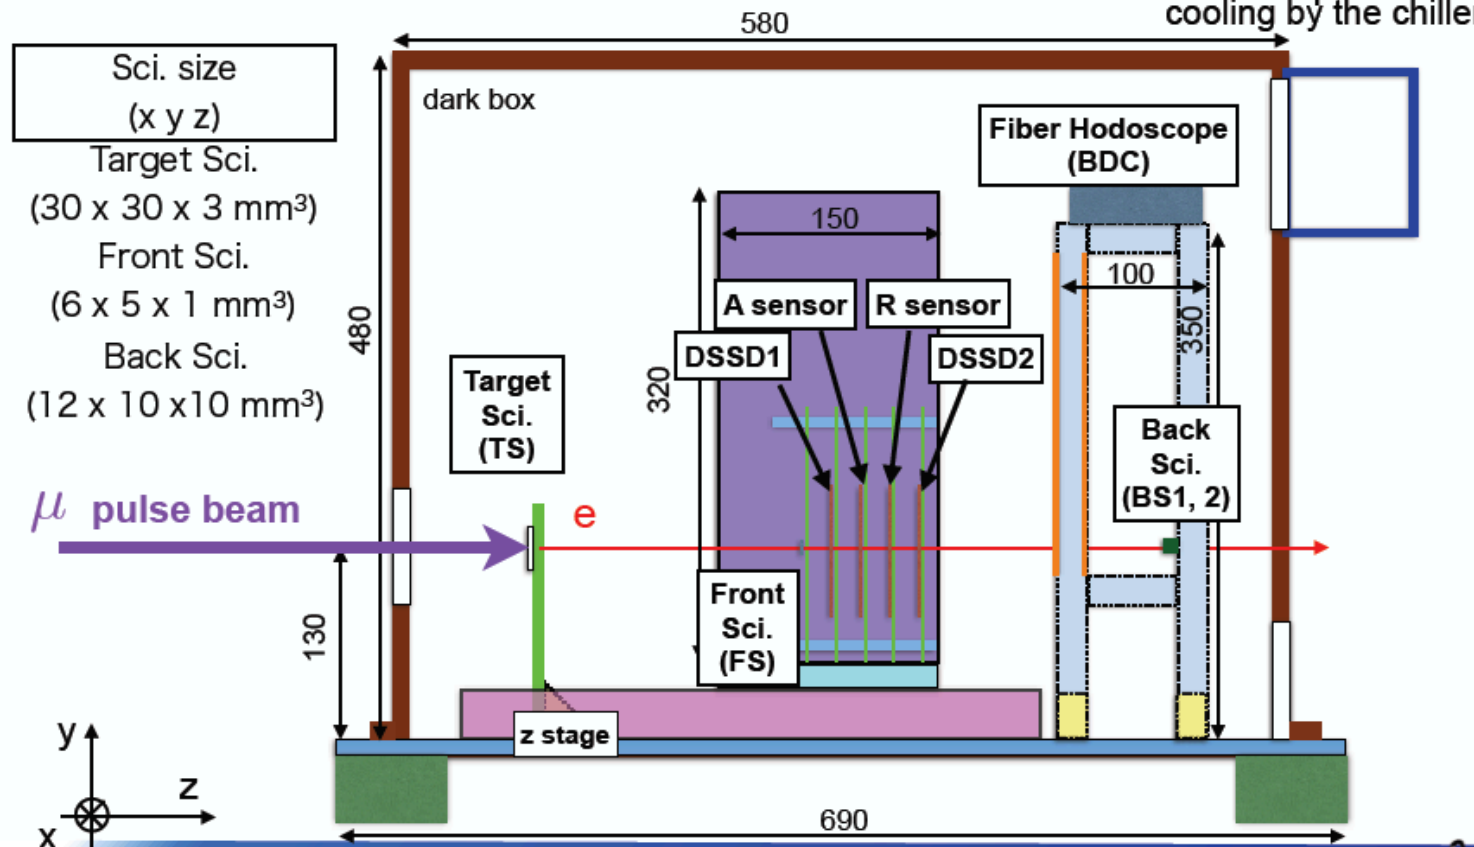 cooling by the chille
580
Sci. size
(x y z)
Target Sci.
(30 x 30 x 3 mm³)
Front Sci.
(6 x 5 x 1 mm³)
Back Sci.
(12 x 10 x10 mm³)
dark box
Fiber Hodoscope
(BDC)
150
100
480
320
350
A sensor
R sensor
DSSD1
DSSD2
Target
Sci.
(TS)
Back
Sci.
(BS1, 2)
μ pulse beam
e
Front
Sci.
(FS)
130
z stage
y
z
x
690